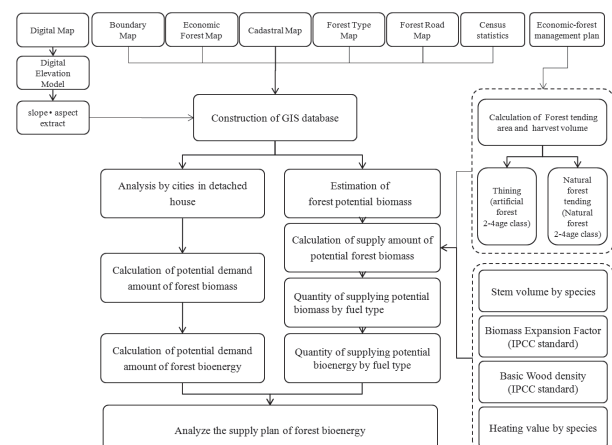 Digital Map
Boundary
Map
Economic
Forest Map
Cadastral Map
Forest Type
Map
Forest Road
Map
Census
statistics
Economic-forest
management plan
Digital
Elevation
Model
slope• aspect
extract
Construction of GIS database
Calculation of Forest tending
area and harvest volume
Thining
(artificial
forest
2-4age class)
Natural
forest
tending
(Natural
forest
2-4age class)
Analysis by cities in detached
house
Estimation of
forest potential biomass
Calculation of supply amount of
potential forest biomass
Calculation of potential demand
amount of forest biomass
Quantity of supplying potential
biomass by fuel type
Calculation of potential demand
amount of forest bioenergy
Quantity of supplying potential
bioenergy by fuel type
Stem volume by species
Biomass Expansion Factor
(IPCC standard)
Basic Wood density
(IPCC standard)
Heating value by species
Analyze the supply plan of forest bioenergy